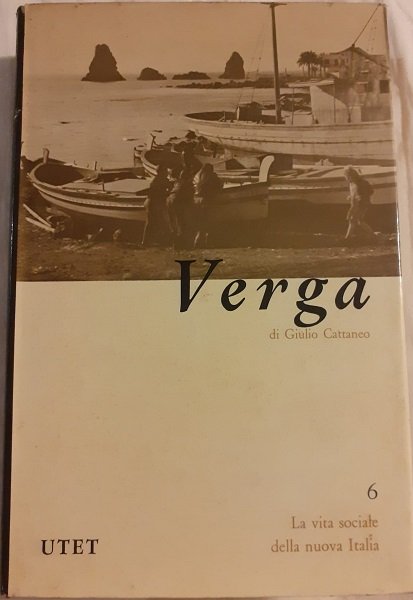 Verga
di Giulio Cattaneo
6
La vita sociale
della nuova Italia
UTET